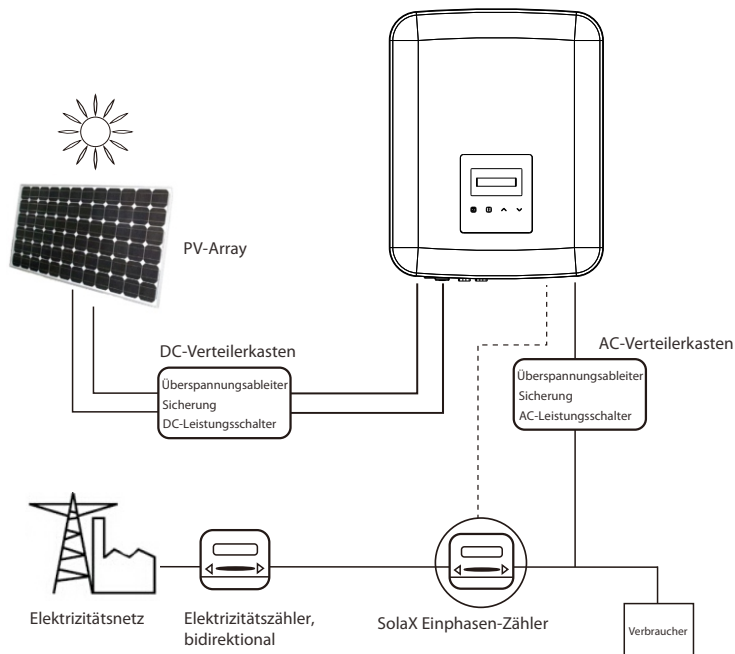 PV-Array
DC-Verteilerkasten
Überspannungsableiter
Sicherung
DC-Leistungsschalter
AC-Verteilerkasten
Überspannungsableiter
Sicherung
AC-Leistungsschalter
Elektrizitätsnetz
Elektrizitätszähler,
bidirektional
SolaX Einphasen-Zähler
Verbraucher